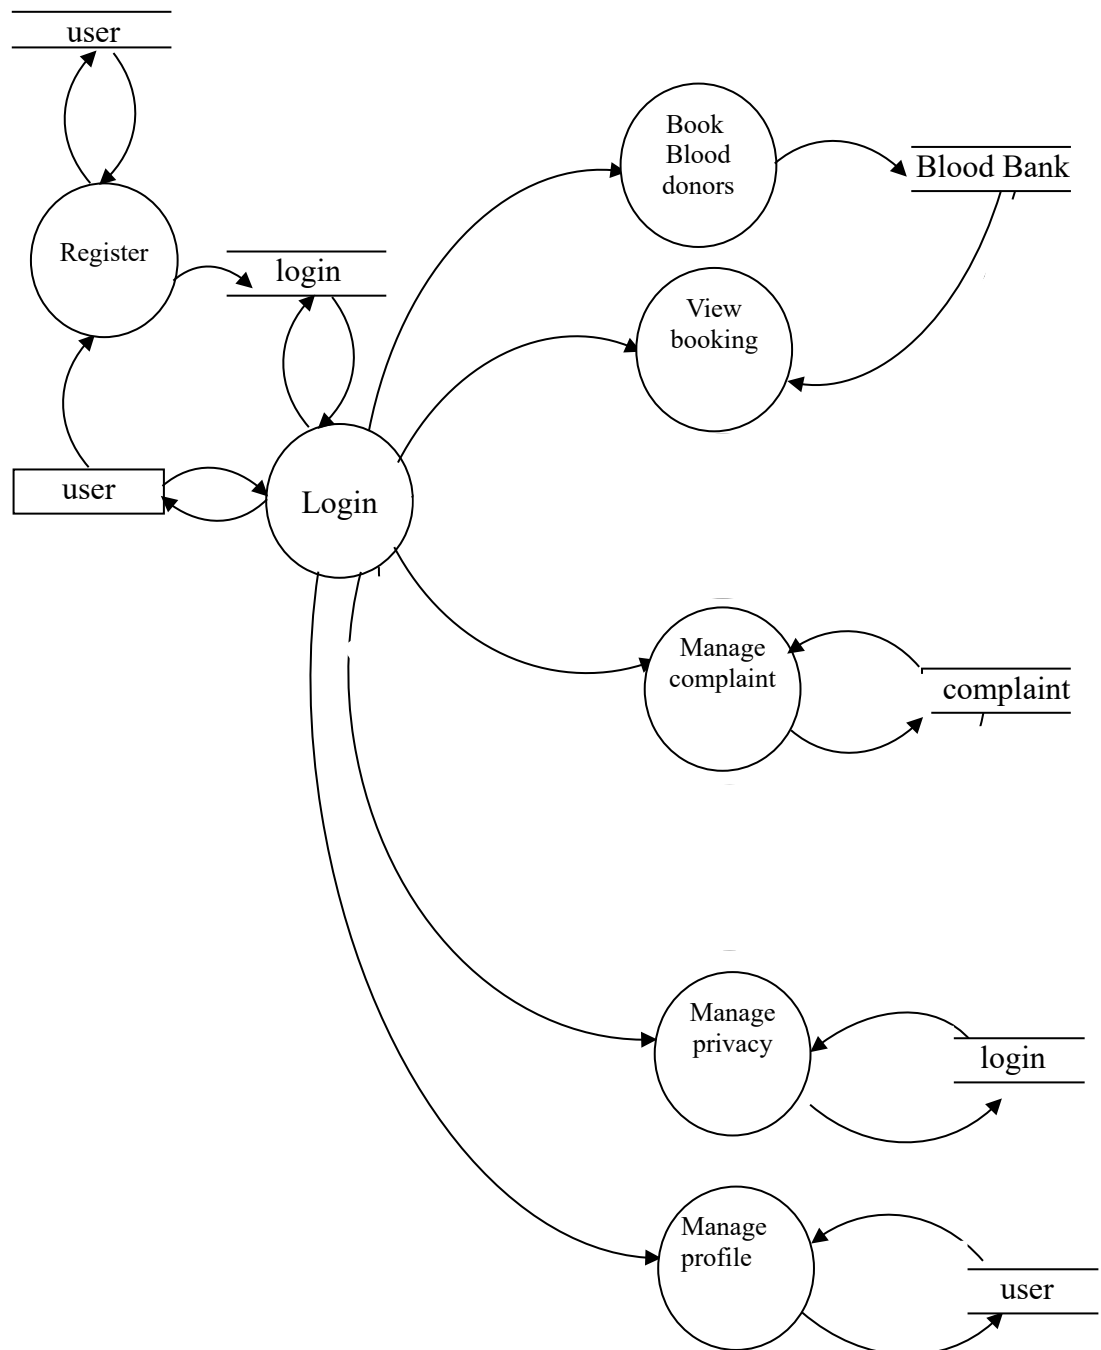 user
Book
Blood
donors
Blood Bank
Register
login
View
booking
user
Login
Manage
complaint
complaint
Manage
privacy
login
Manage
profile
user